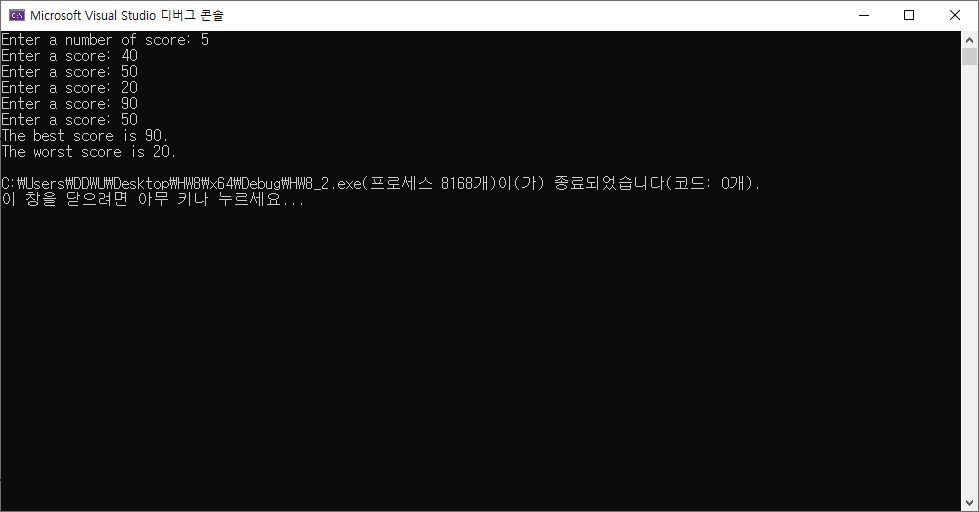 Microsoft Visual Studio 디버그 콘솔
Enter a number of score: 5
Enter a score: 40
Enter a score: 50
Enter a score: 20
Enter a score: 90
Enter a score: 50
The best score is 90.
The worst score is 20.
C:₩Users₩DDWU₩Desktop₩HW8₩x64₩Debug₩HW8_2.exe(프로세스 8168개)이(가) 종료되었습니다(코드: 0개).
이 창을 닫으려면 아무 키나 누르세요...